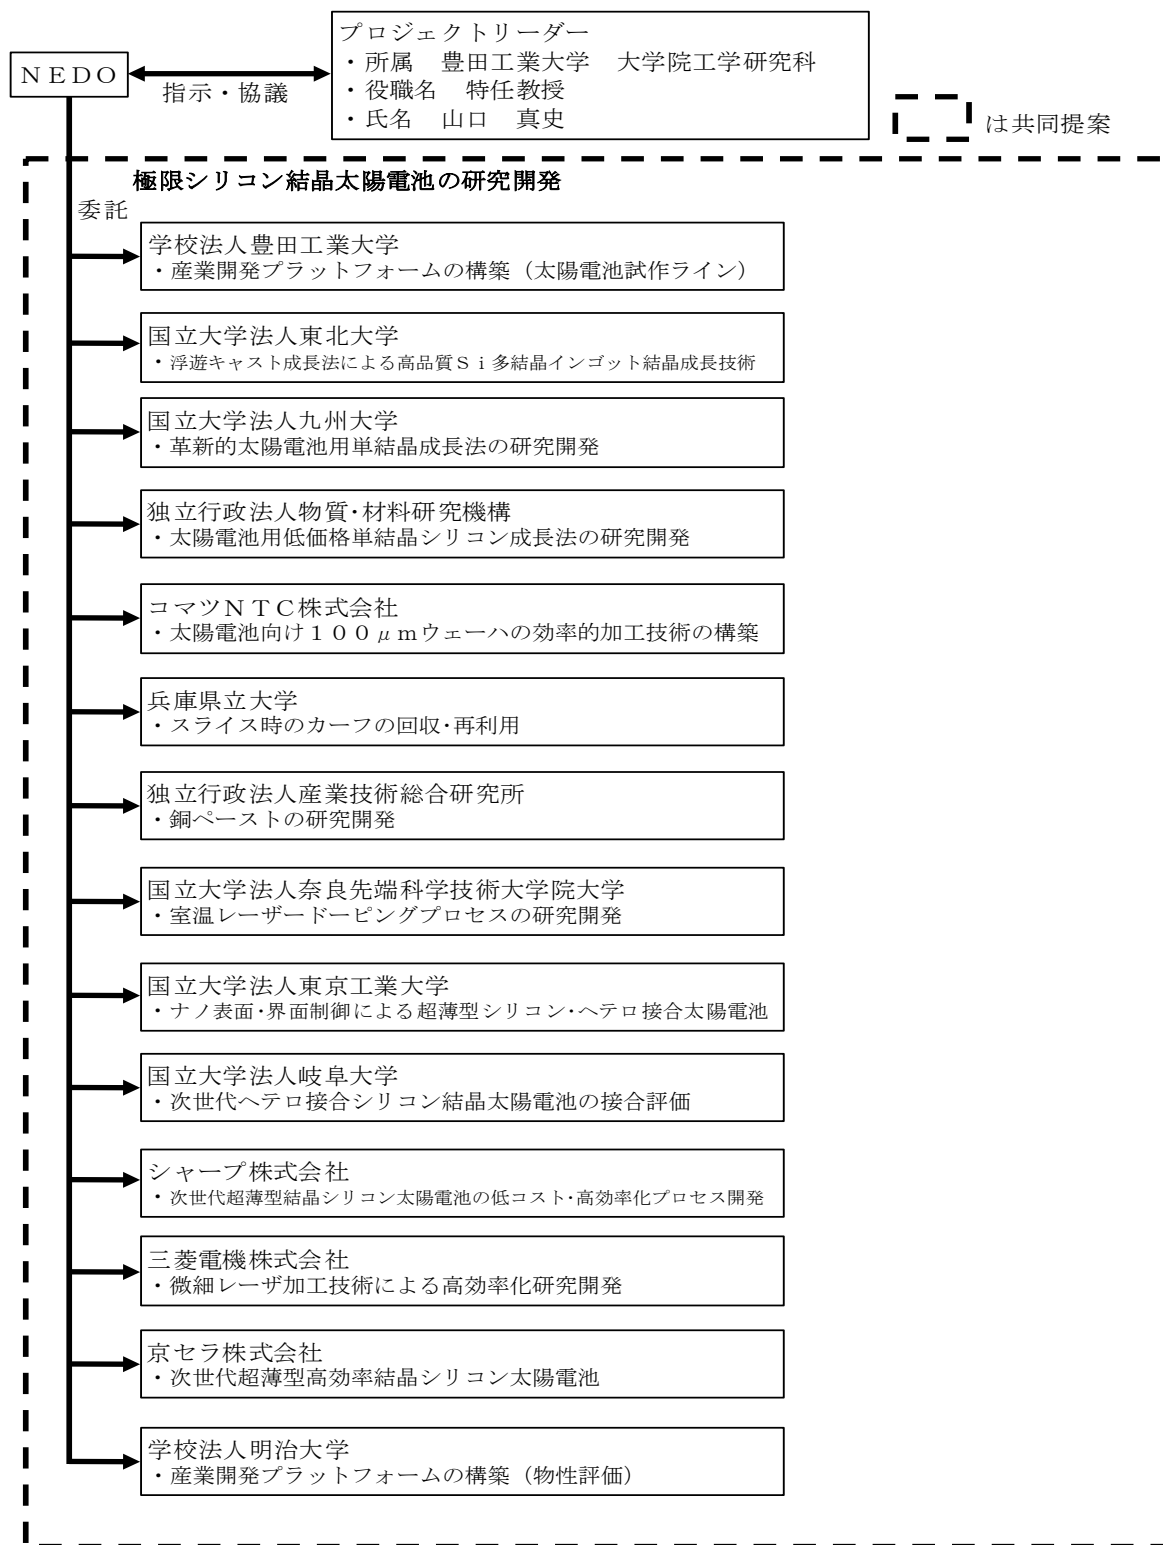 プロジェクトリーダー
・所属　豊田工業大学　大学院工学研究科
・役職名　特任教授
・氏名　山口　真史
ＮＥＤＯ
指示・協議
は共同提案
極限シリコン結晶太陽電池の研究開発
委託
学校法人豊田工業大学
・産業開発プラットフォームの構築（太陽電池試作ライン）
国立大学法人東北大学
・浮遊キャスト成長法による高品質Ｓｉ多結晶インゴット結晶成長技術
国立大学法人九州大学
・革新的太陽電池用単結晶成長法の研究開発
独立行政法人物質･材料研究機構
・太陽電池用低価格単結晶シリコン成長法の研究開発
コマツＮＴＣ株式会社
・太陽電池向け１００μｍウェーハの効率的加工技術の構築
兵庫県立大学
・スライス時のカーフの回収･再利用
独立行政法人産業技術総合研究所
・銅ペーストの研究開発
国立大学法人奈良先端科学技術大学院大学
・室温レーザードーピングプロセスの研究開発
国立大学法人東京工業大学
・ナノ表面･界面制御による超薄型シリコン･ヘテロ接合太陽電池
国立大学法人岐阜大学
・次世代ヘテロ接合シリコン結晶太陽電池の接合評価
シャープ株式会社
・次世代超薄型結晶シリコン太陽電池の低コスト･高効率化プロセス開発
三菱電機株式会社
・微細レーザ加工技術による高効率化研究開発
京セラ株式会社
・次世代超薄型高効率結晶シリコン太陽電池
学校法人明治大学
・産業開発プラットフォームの構築（物性評価）